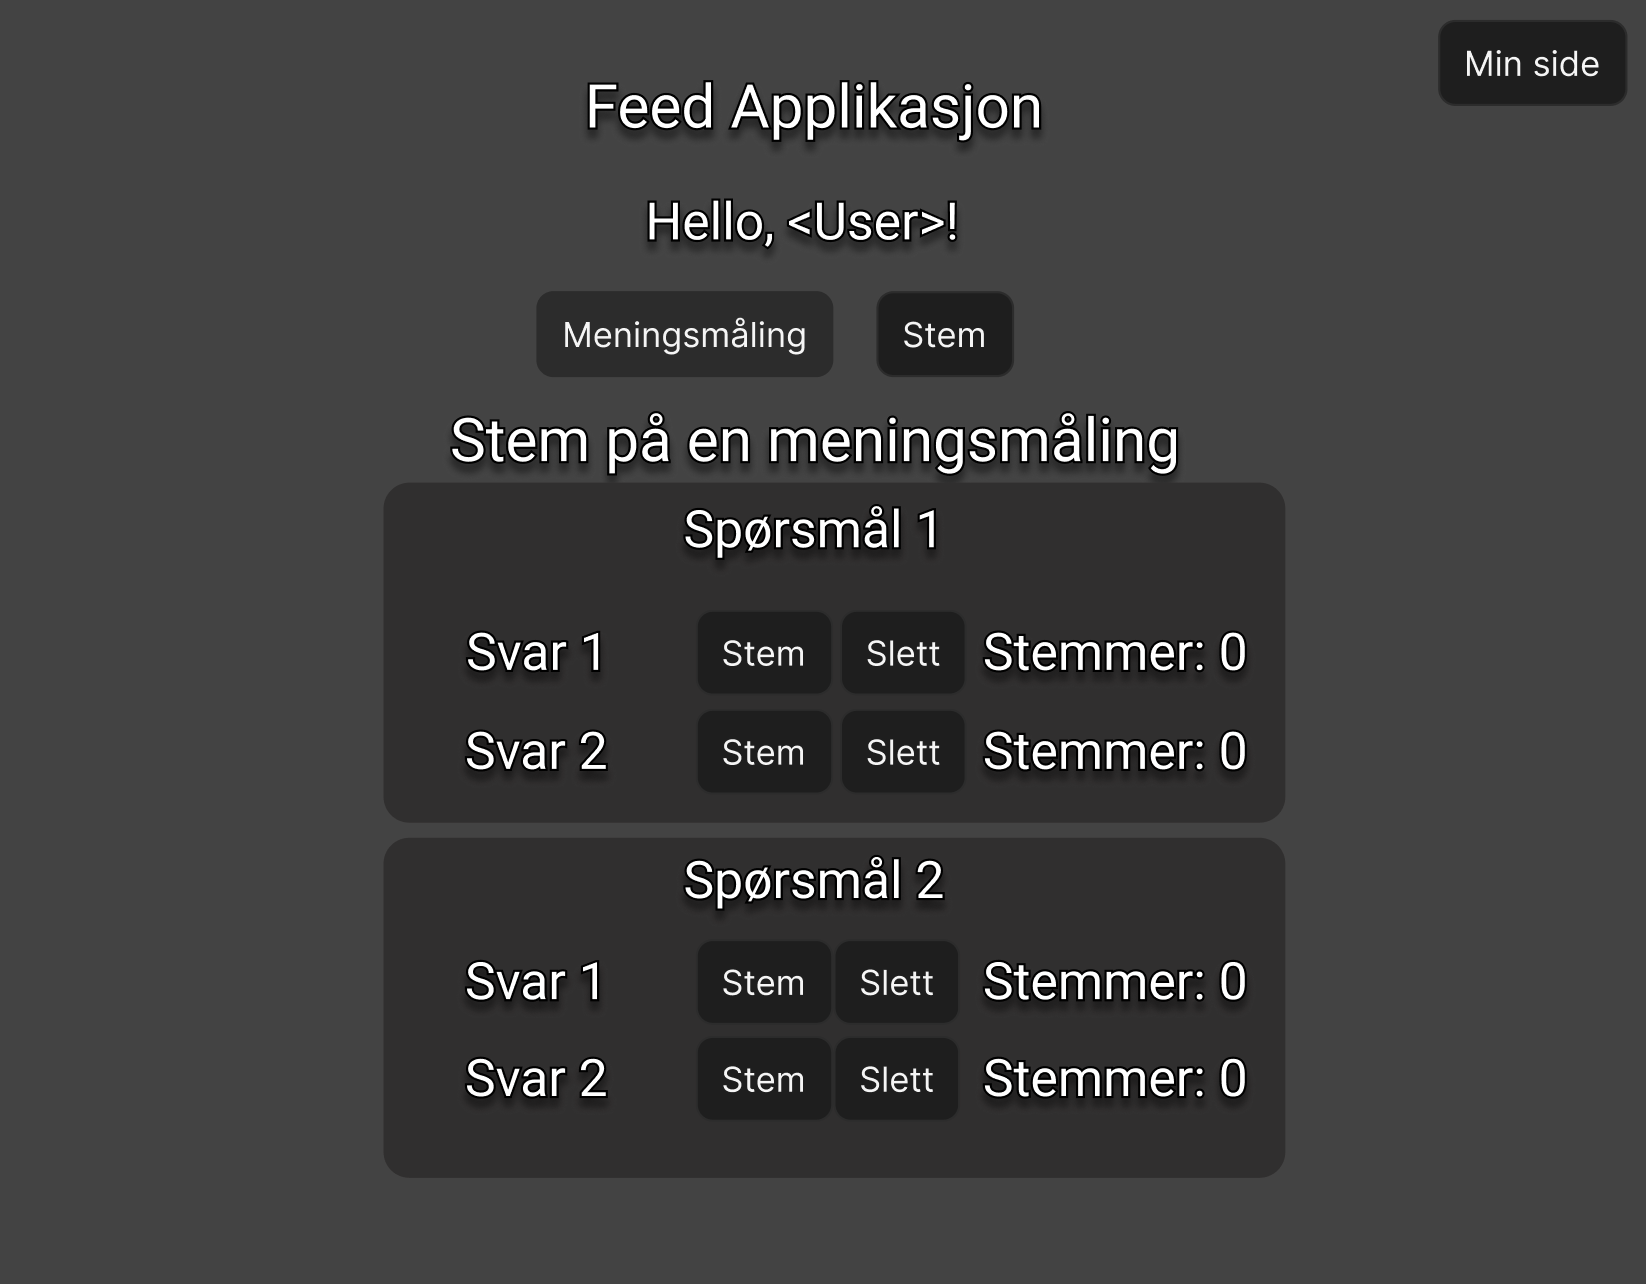 Min side
Feed Applikasjon
Hello, <User>!
Meningsmåling Stem
Stem på en meningsmåling
Spørsmål 1
Svar 1 Stem Slett Stemmer: 0
Svar 2 Stem Slett Stemmer: 0
Spørsmål 2
Svar 1 Stem Slett Stemmer: 0
Svar 2 Stem Slett Stemmer: 0